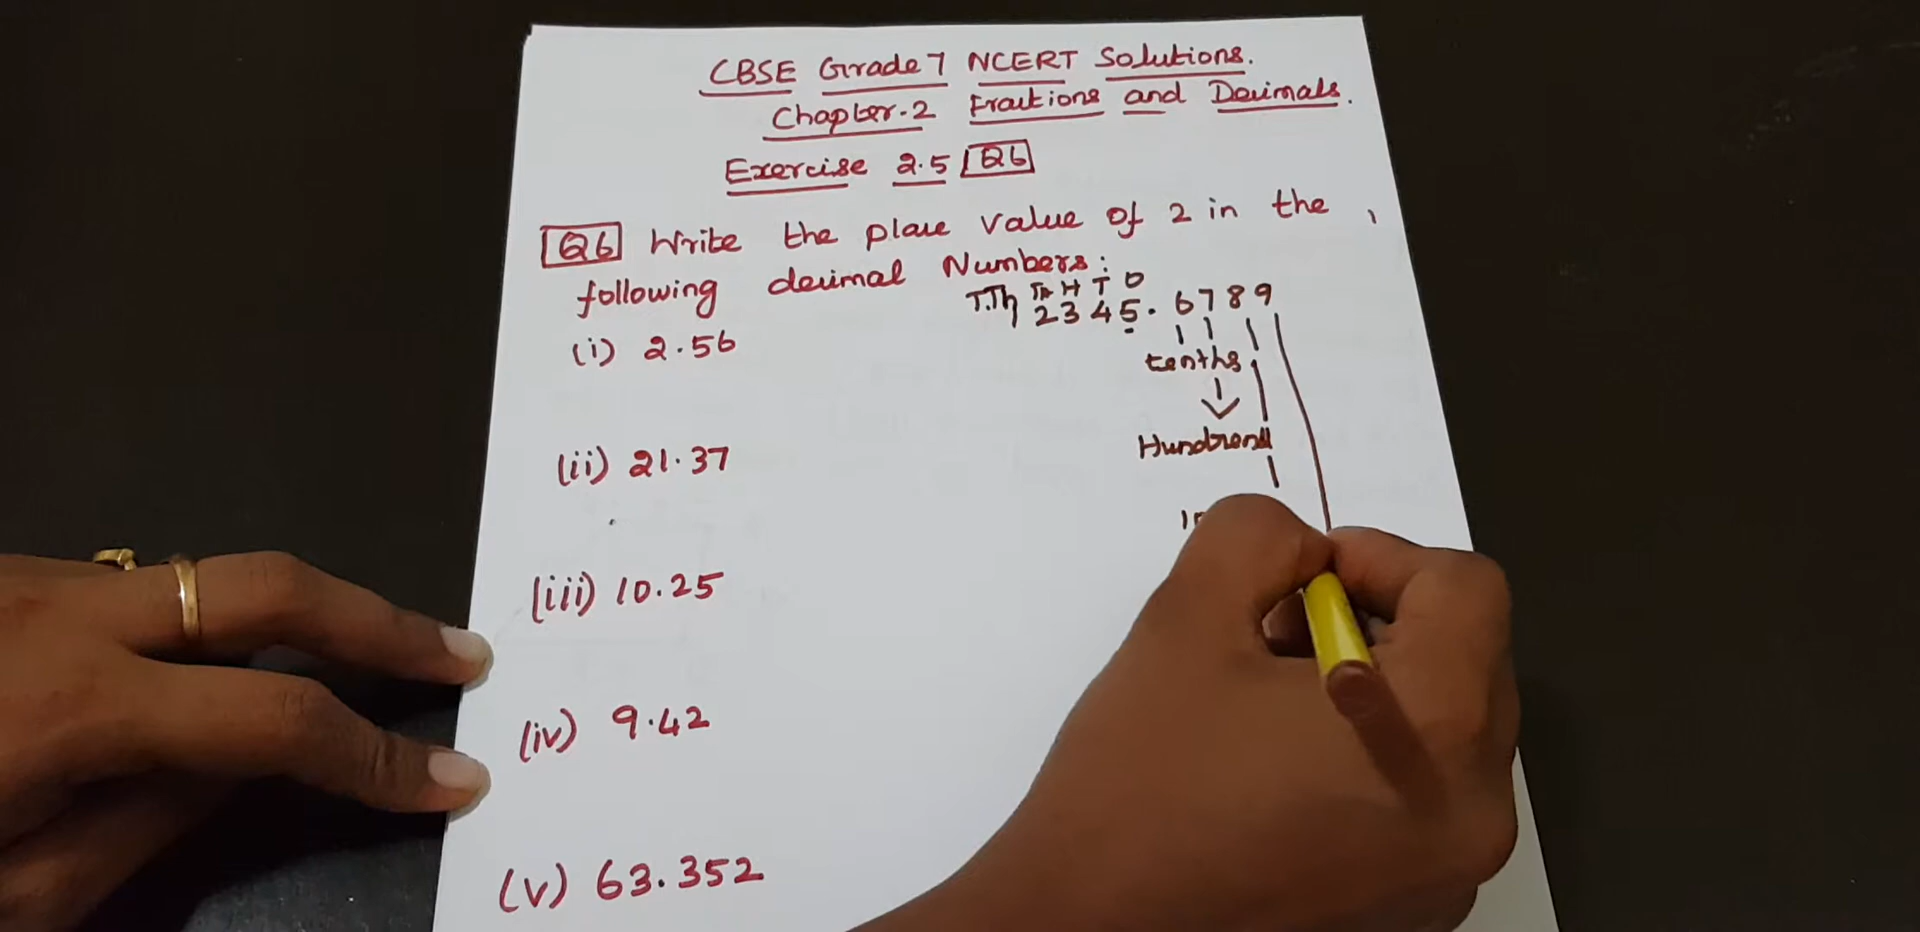 CBSE Grade 7 NCERT Solutions.
Chapter-2 Fractions and Decimals.
Exercise 2.5 Q6
Q6 Write the place value of 2 in the
following decimal Numbers:
T.Th Th H T O
2345.6789
(i) 2.56
tenths
(ii) 21.37
(iii) 10.25
(iv) 9.42
(v) 63.352